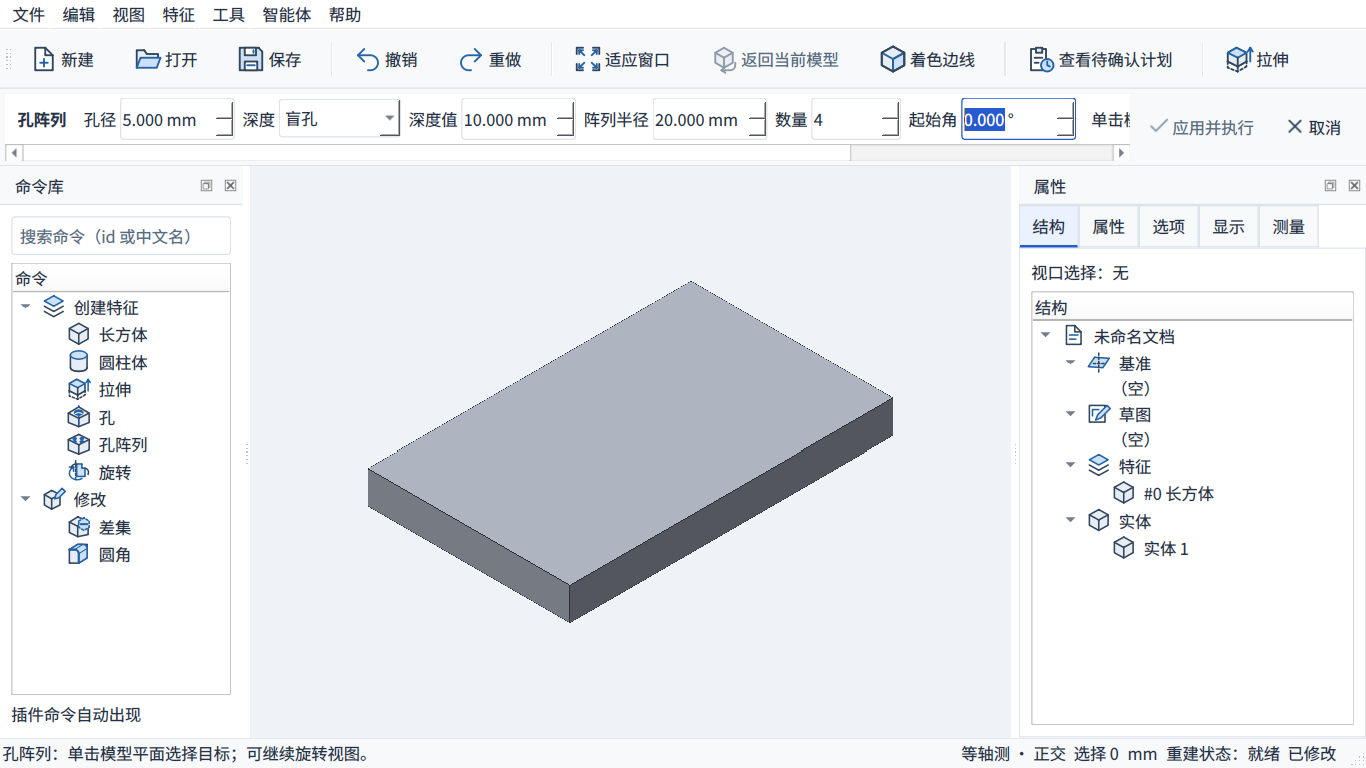 文件 编辑 视图 特征 工具 智能体 帮助
新建 打开 保存 撤销 重做 适应窗口 返回当前模型 着色边线 查看待确认计划 拉伸
孔阵列 孔径 5.000 mm 深度 盲孔 深度值 10.000 mm 阵列半径 20.000 mm 数量 4 起始角 0.000 ° 单击 应用并执行 取消
命令库
搜索命令（id 或中文名）
命令
创建特征
长方体
圆柱体
拉伸
孔
孔阵列
旋转
修改
差集
圆角
插件命令自动出现
属性
结构 属性 选项 显示 测量
视口选择：无
结构
未命名文档
基准
（空）
草图
（空）
特征
#0 长方体
实体
实体 1
孔阵列：单击模型平面选择目标；可继续旋转视图。
等轴测 · 正交 选择 0 mm 重建状态：就绪 已修改